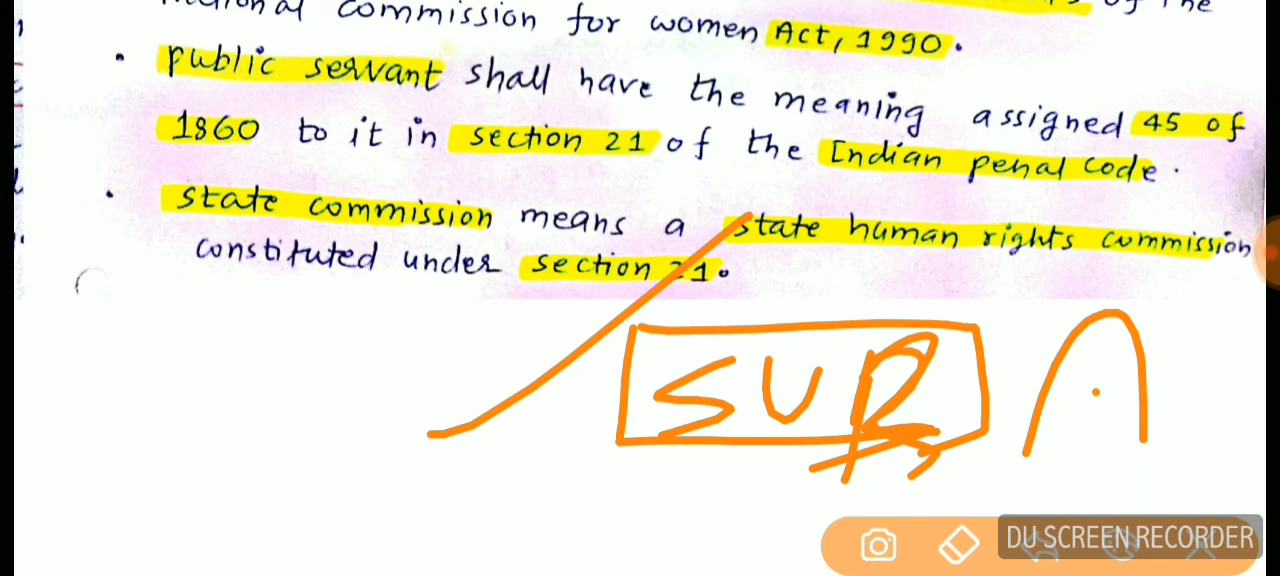 commission for women Act, 1990.
• public servant shall have the meaning assigned 45 of
1860 to it in section 21 of the Indian penal code.
• state commission means a state human rights commission
constituted under section 21.
SUB
DU SCREEN RECORDER